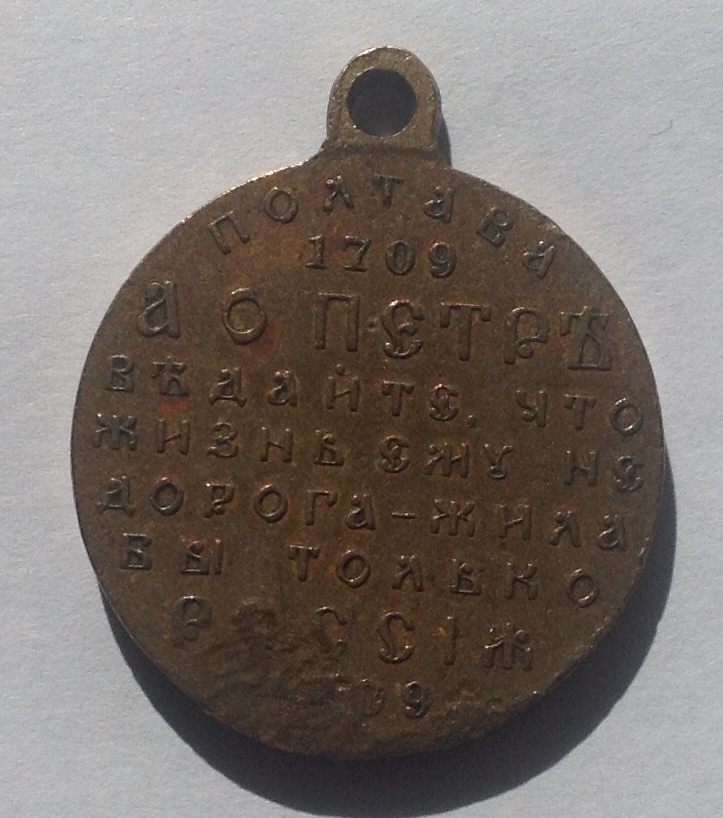 ПОЛТАВА
1709
А О ПЕТРѢ
ВѢДАЙТЕ, ЧТО
ЖИЗНЬ ЕМУ НЕ
ДОРОГА – ЖИЛА
БЫ ТОЛЬКО
РОССІЯ